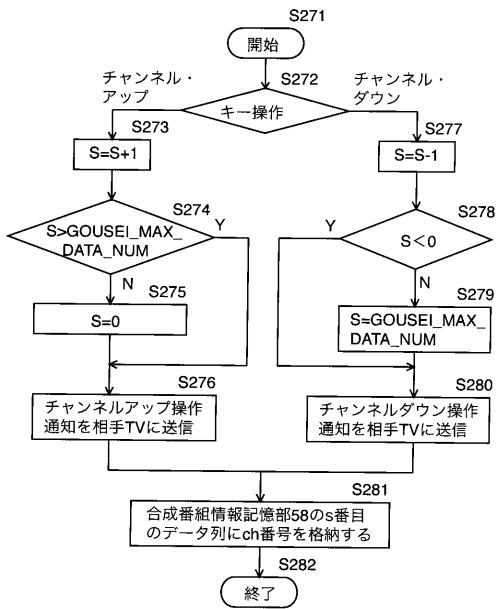 S271
開始
S272
チャンネル・
アップ
チャンネル・
ダウン
キー操作
S273
S=S+1
S277
S=S-1
S274
S>GOUSEI_MAX_
DATA_NUM
Y
N
S278
S<0
Y
N
S275
S=0
S279
S=GOUSEI_MAX_
DATA_NUM
S276
チャンネルアップ操作
通知を相手TVに送信
S280
チャンネルダウン操作
通知を相手TVに送信
S281
合成番組情報記憶部58のs番目
のデータ列にch番号を格納する
S282
終了